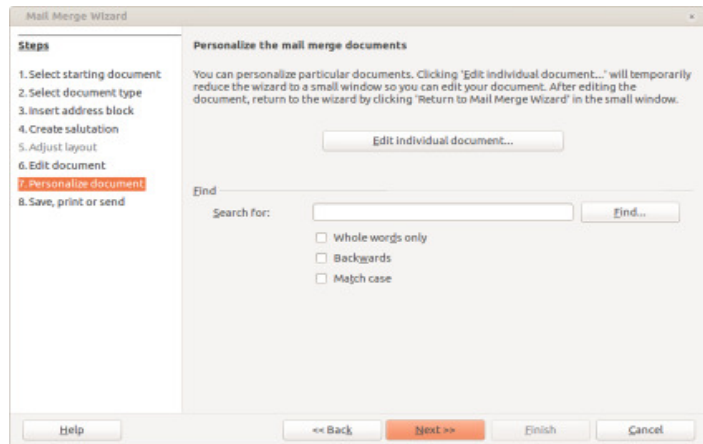 Mail Merge Wizard
Steps
1. Select starting document
2. Select document type
3. Insert address block
4. Create salutation
5. Adjust layout
6. Edit document
7. Personalize document
8. Save, print or send
Personalize the mail merge documents
You can personalize particular documents. Clicking 'Edit individual document...' will temporarily
reduce the wizard to a small window so you can edit your document. After editing the
document, return to the wizard by clicking 'Return to Mail Merge Wizard' in the small window.
Edit individual document...
Find
Search for:
Find...
Whole words only
Backwards
Match case
Help
<< Back
Next >>
Finish
Cancel